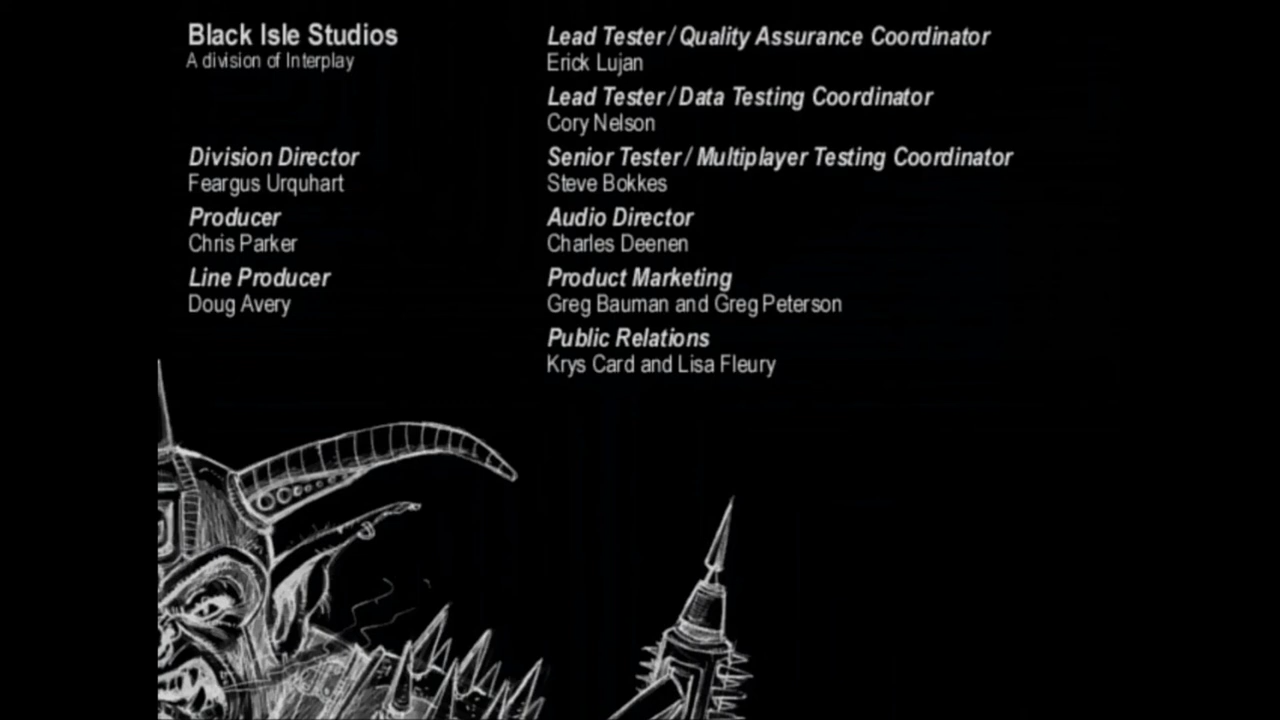 Black Isle Studios
A division of Interplay
Division Director
Feargus Urquhart
Producer
Chris Parker
Line Producer
Doug Avery
Lead Tester / Quality Assurance Coordinator
Erick Lujan
Lead Tester / Data Testing Coordinator
Cory Nelson
Senior Tester / Multiplayer Testing Coordinator
Steve Bokkes
Audio Director
Charles Deenen
Product Marketing
Greg Bauman and Greg Peterson
Public Relations
Krys Card and Lisa Fleury